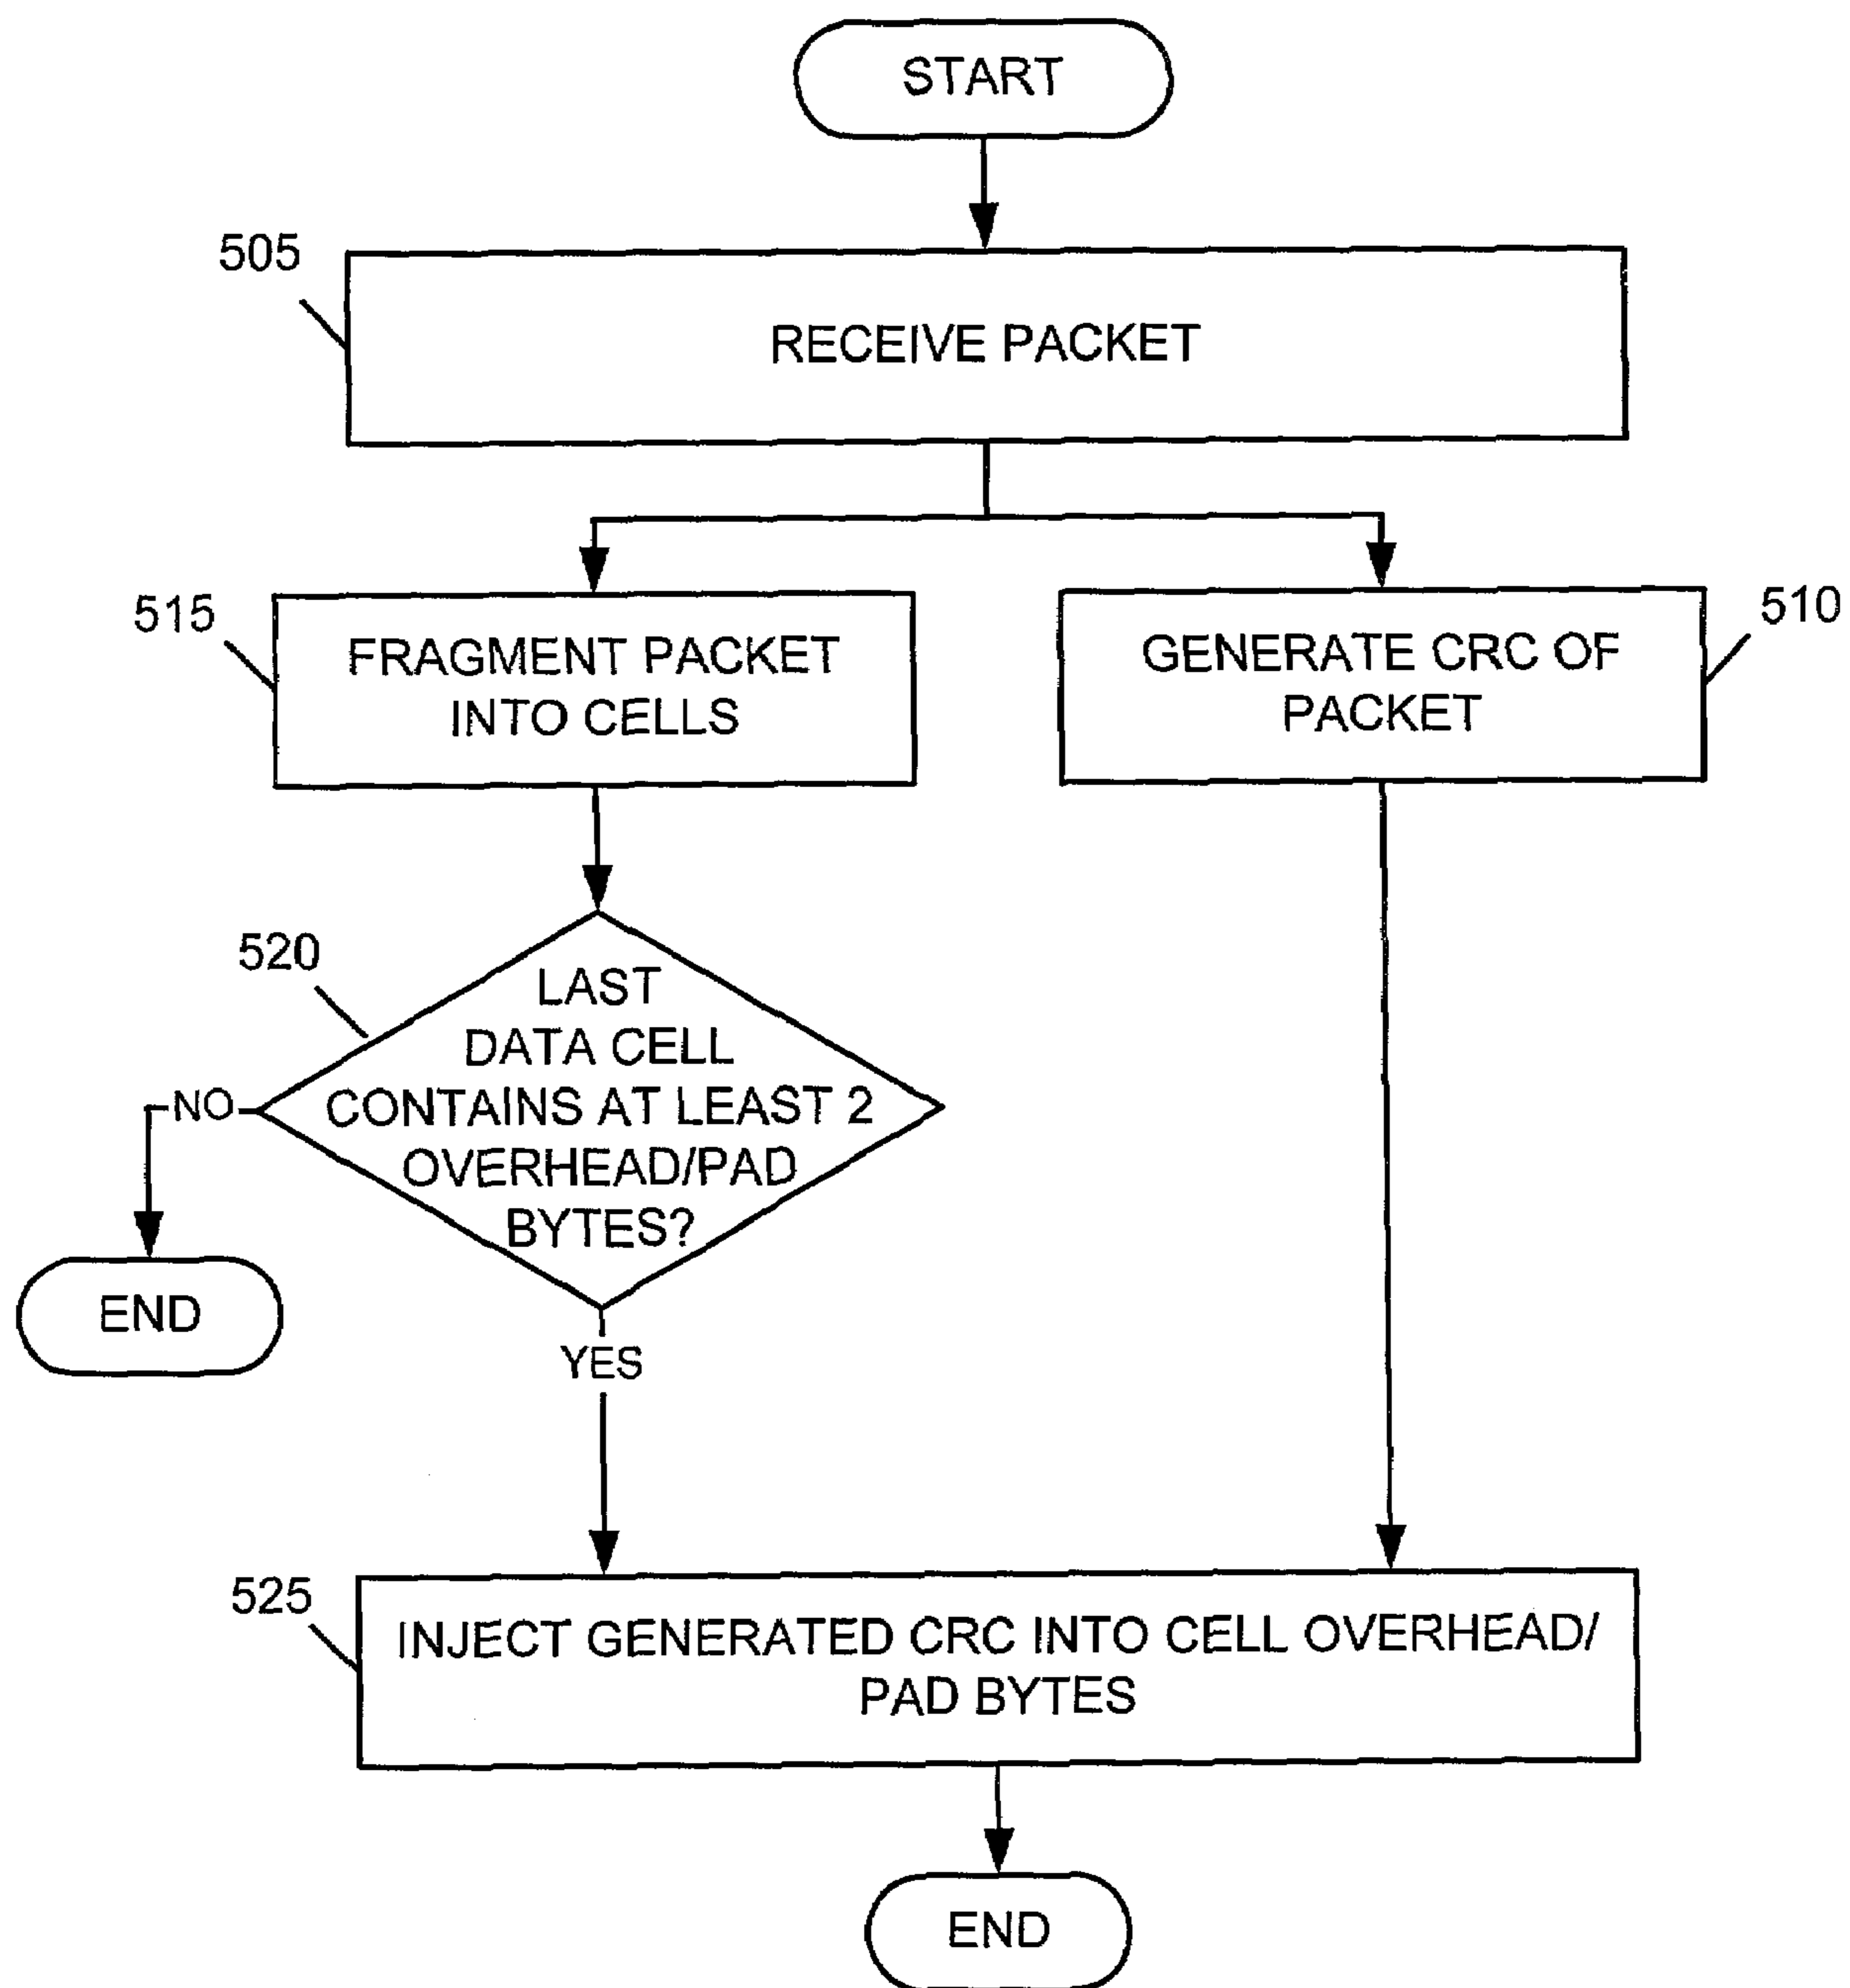 START
505
RECEIVE PACKET
515
FRAGMENT PACKET
INTO CELLS
GENERATE CRC OF
PACKET
510
520
LAST
DATA CELL
CONTAINS AT LEAST 2
OVERHEAD/PAD
BYTES?
NO
END
YES
525
INJECT GENERATED CRC INTO CELL OVERHEAD/
PAD BYTES
END